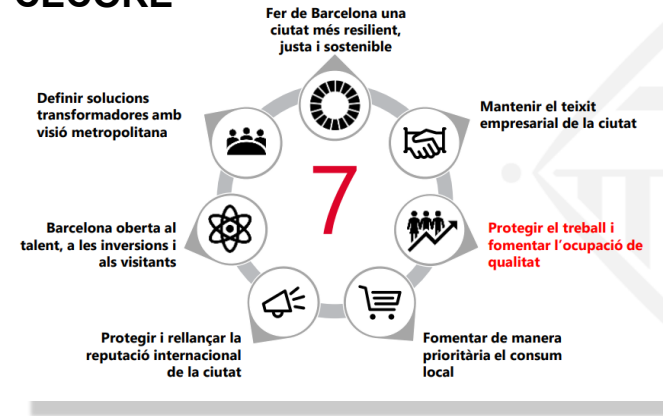 Fer de Barcelona una
ciutat més resilient,
justa i sostenible
Definir solucions
transformadores amb
visió metropolitana
Mantenir el teixit
empresarial de la ciutat
7
Barcelona oberta al
talent, a les inversions i
als visitants
Protegir el treball i
fomentar l'ocupació de
qualitat
Protegir i rellançar la
reputació internacional
de la ciutat
Fomentar de manera
prioritària el consum
local